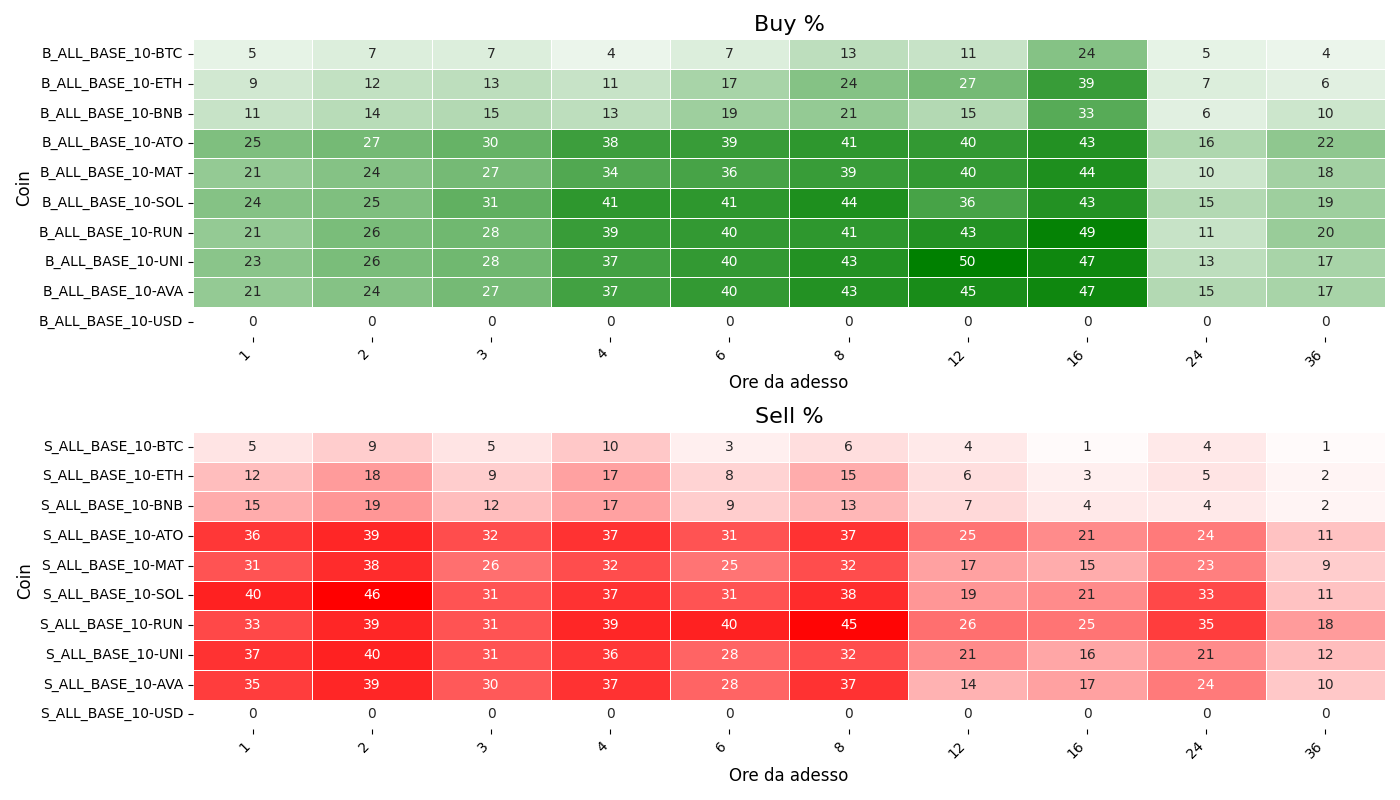 Buy %
Coin
B_ALL_BASE_10-BTC 5 7 7 4 7 13 11 24 5 4
B_ALL_BASE_10-ETH 9 12 13 11 17 24 27 39 7 6
B_ALL_BASE_10-BNB 11 14 15 13 19 21 15 33 6 10
B_ALL_BASE_10-ATO 25 27 30 38 39 41 40 43 16 22
B_ALL_BASE_10-MAT 21 24 27 34 36 39 40 44 10 18
B_ALL_BASE_10-SOL 24 25 31 41 41 44 36 43 15 19
B_ALL_BASE_10-RUN 21 26 28 39 40 41 43 49 11 20
B_ALL_BASE_10-UNI 23 26 28 37 40 43 50 47 13 17
B_ALL_BASE_10-AVA 21 24 27 37 40 43 45 47 15 17
B_ALL_BASE_10-USD 0 0 0 0 0 0 0 0 0 0
1 2 3 4 6 8 12 16 24 36
Ore da adesso
Sell %
Coin
S_ALL_BASE_10-BTC 5 9 5 10 3 6 4 1 4 1
S_ALL_BASE_10-ETH 12 18 9 17 8 15 6 3 5 2
S_ALL_BASE_10-BNB 15 19 12 17 9 13 7 4 4 2
S_ALL_BASE_10-ATO 36 39 32 37 31 37 25 21 24 11
S_ALL_BASE_10-MAT 31 38 26 32 25 32 17 15 23 9
S_ALL_BASE_10-SOL 40 46 31 37 31 38 19 21 33 11
S_ALL_BASE_10-RUN 33 39 31 39 40 45 26 25 35 18
S_ALL_BASE_10-UNI 37 40 31 36 28 32 21 16 21 12
S_ALL_BASE_10-AVA 35 39 30 37 28 37 14 17 24 10
S_ALL_BASE_10-USD 0 0 0 0 0 0 0 0 0 0
1 2 3 4 6 8 12 16 24 36
Ore da adesso